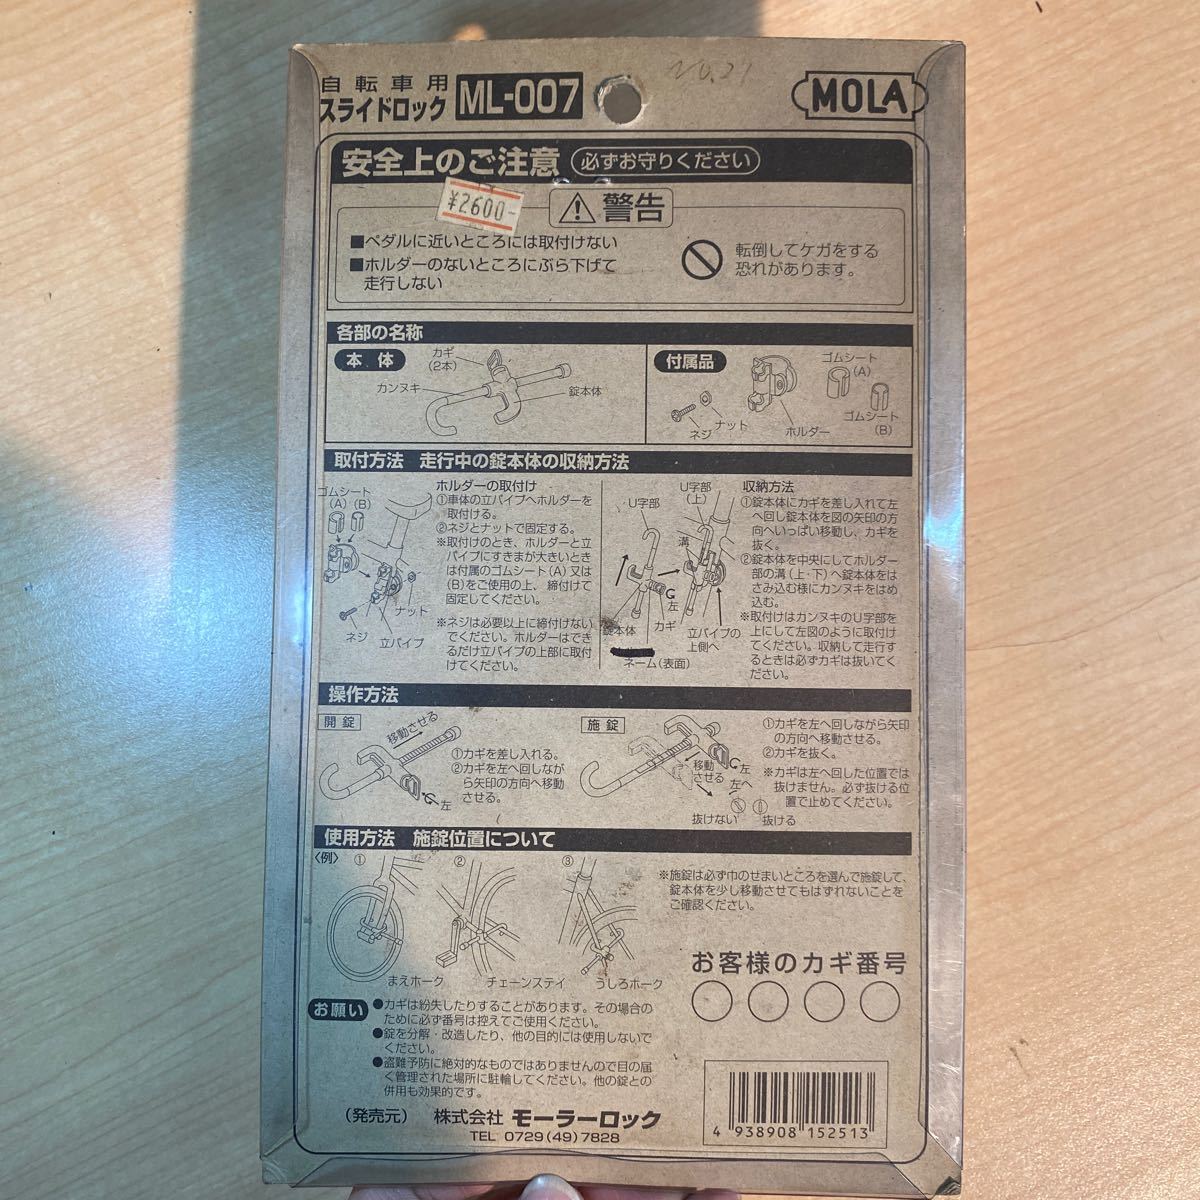 自転車用
スライドロック ML-007
MOLA
安全上のご注意 必ずお守りください
¥2600-
警告
■ペダルに近いところには取付けない
■ホルダーのないところにぶら下げて
走行しない
転倒してケガをする
恐れがあります。
各部の名称
本体
カギ
(2本)
カンヌキ
錠本体
付属品
ゴムシート
(A)
ゴムシート
(B)
ネジ
ナット
ホルダー
取付方法 走行中の錠本体の収納方法
ゴムシート
(A) (B)
ナット
ネジ
立パイプ
ホルダーの取付け
①車体の立パイプへホルダーを
取付ける。
②ネジとナットで固定する。
※取付けのとき、ホルダーと立
パイプにすきまが大きいとき
は付属のゴムシート(A)又は
(B)をご使用の上、締付けて
固定してください。
※ネジは必要以上に締付けない
でください。ホルダーはでき
るだけ立パイプの上部に取付
けてください。
U字部
U字部
(上)
溝
左
錠本体
カギ
立パイプの
上側へ
ネーム(表面)
収納方法
①錠本体にカギを差し入れて左
へ回し錠本体を図の矢印の方
向へいっぱい移動し、カギを
抜く。
②錠本体を中央にしてホルダー
部の溝(上・下)へ錠本体をは
さみ込む様にカンヌキをはめ
込む。
※取付けはカンヌキのU字部を
上にして左図のように取付け
てください。収納して走行す
るときは必ずカギは抜いてく
ださい。
操作方法
開錠
移動させる
左
①カギを差し入れる。
②カギを左へ回しなが
ら矢印の方向へ移動
させる。
施錠
移動
させる
左
左へ
抜けない
抜ける
①カギを左へ回しながら矢印
の方向へ移動させる。
②カギを抜く。
※カギは左へ回した位置では
抜けません。必ず抜ける位
置で止めてください。
使用方法 施錠位置について
〈例〉
① ② ③
まえホーク
チェーンステイ
うしろホーク
※施錠は必ず巾のせまいところを選んで施錠して、
錠本体を少し移動させてもはずれないことを
ご確認ください。
お客様のカギ番号
お願い
●カギは紛失したりすることがあります。その場合の
ために必ず番号は控えてご使用ください。
●錠を分解・改造したり、他の目的には使用しないで
ください。
●盗難予防に絶対的なものではありませんので目の届
く管理された場所に駐輪してください。他の錠との
併用も効果的です。
(発売元) 株式会社 モーラーロック
TEL 0729(49)7828
4 938908 152513